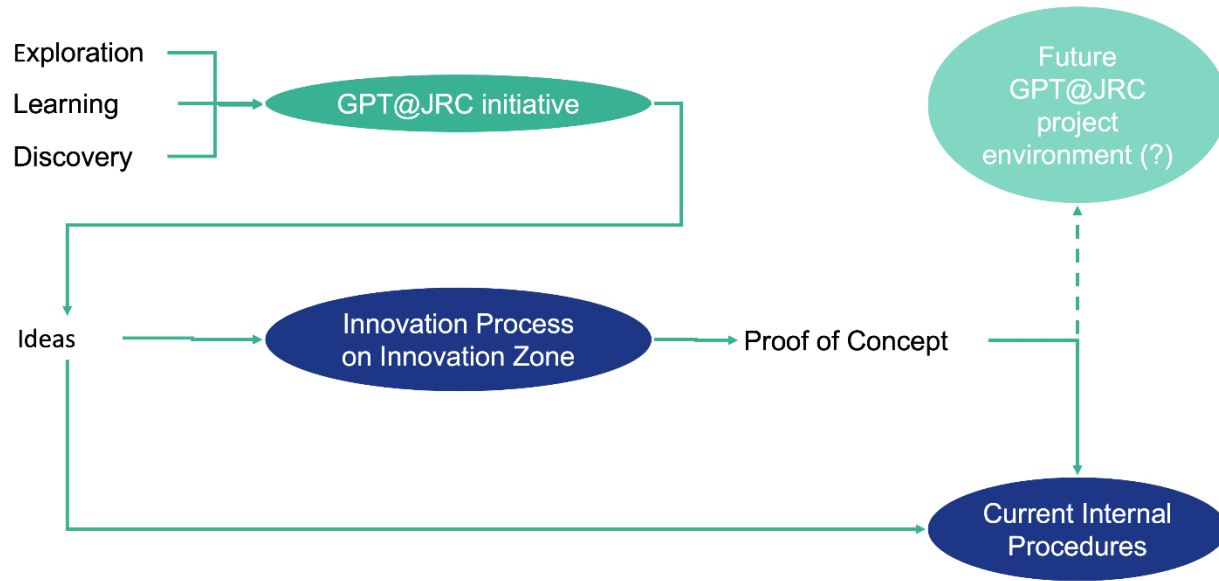 Exploration
Learning
Discovery
GPT@JRC initiative
Future
GPT@JRC
project
environment (?)
Ideas
Innovation Process
on Innovation Zone
Proof of Concept
Current Internal
Procedures